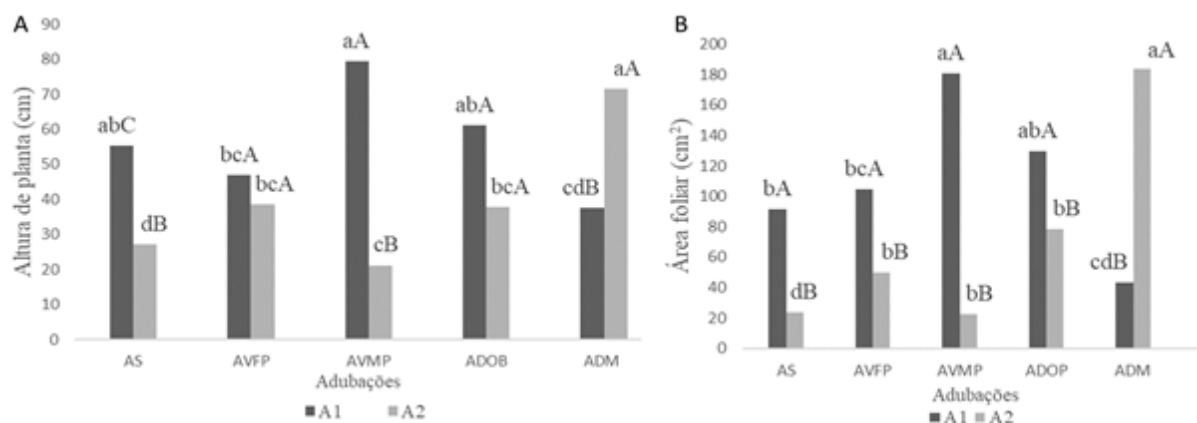 A
Altura de planta (cm)
90
80
70
60
50
40
30
20
10
0
abC
dB
bcA
bcA
aA
cB
abA
bcA
cdB
aA
AS AVFP AVMP ADOB ADM
Adubações
A1 A2
B
Área foliar (cm²)
200
180
160
140
120
100
80
60
40
20
0
bA
dB
bcA
bB
aA
bB
abA
bB
cdB
aA
AS AVFP AVMP ADOP ADM
Adubações
A1 A2